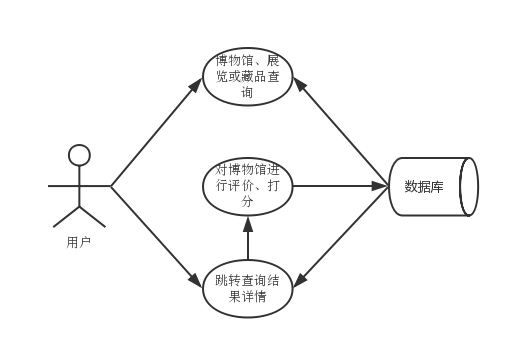 博物馆、展
览或藏品查
询
对博物馆进
行评价、打
分
数据库
用户
跳转查询结
果详情